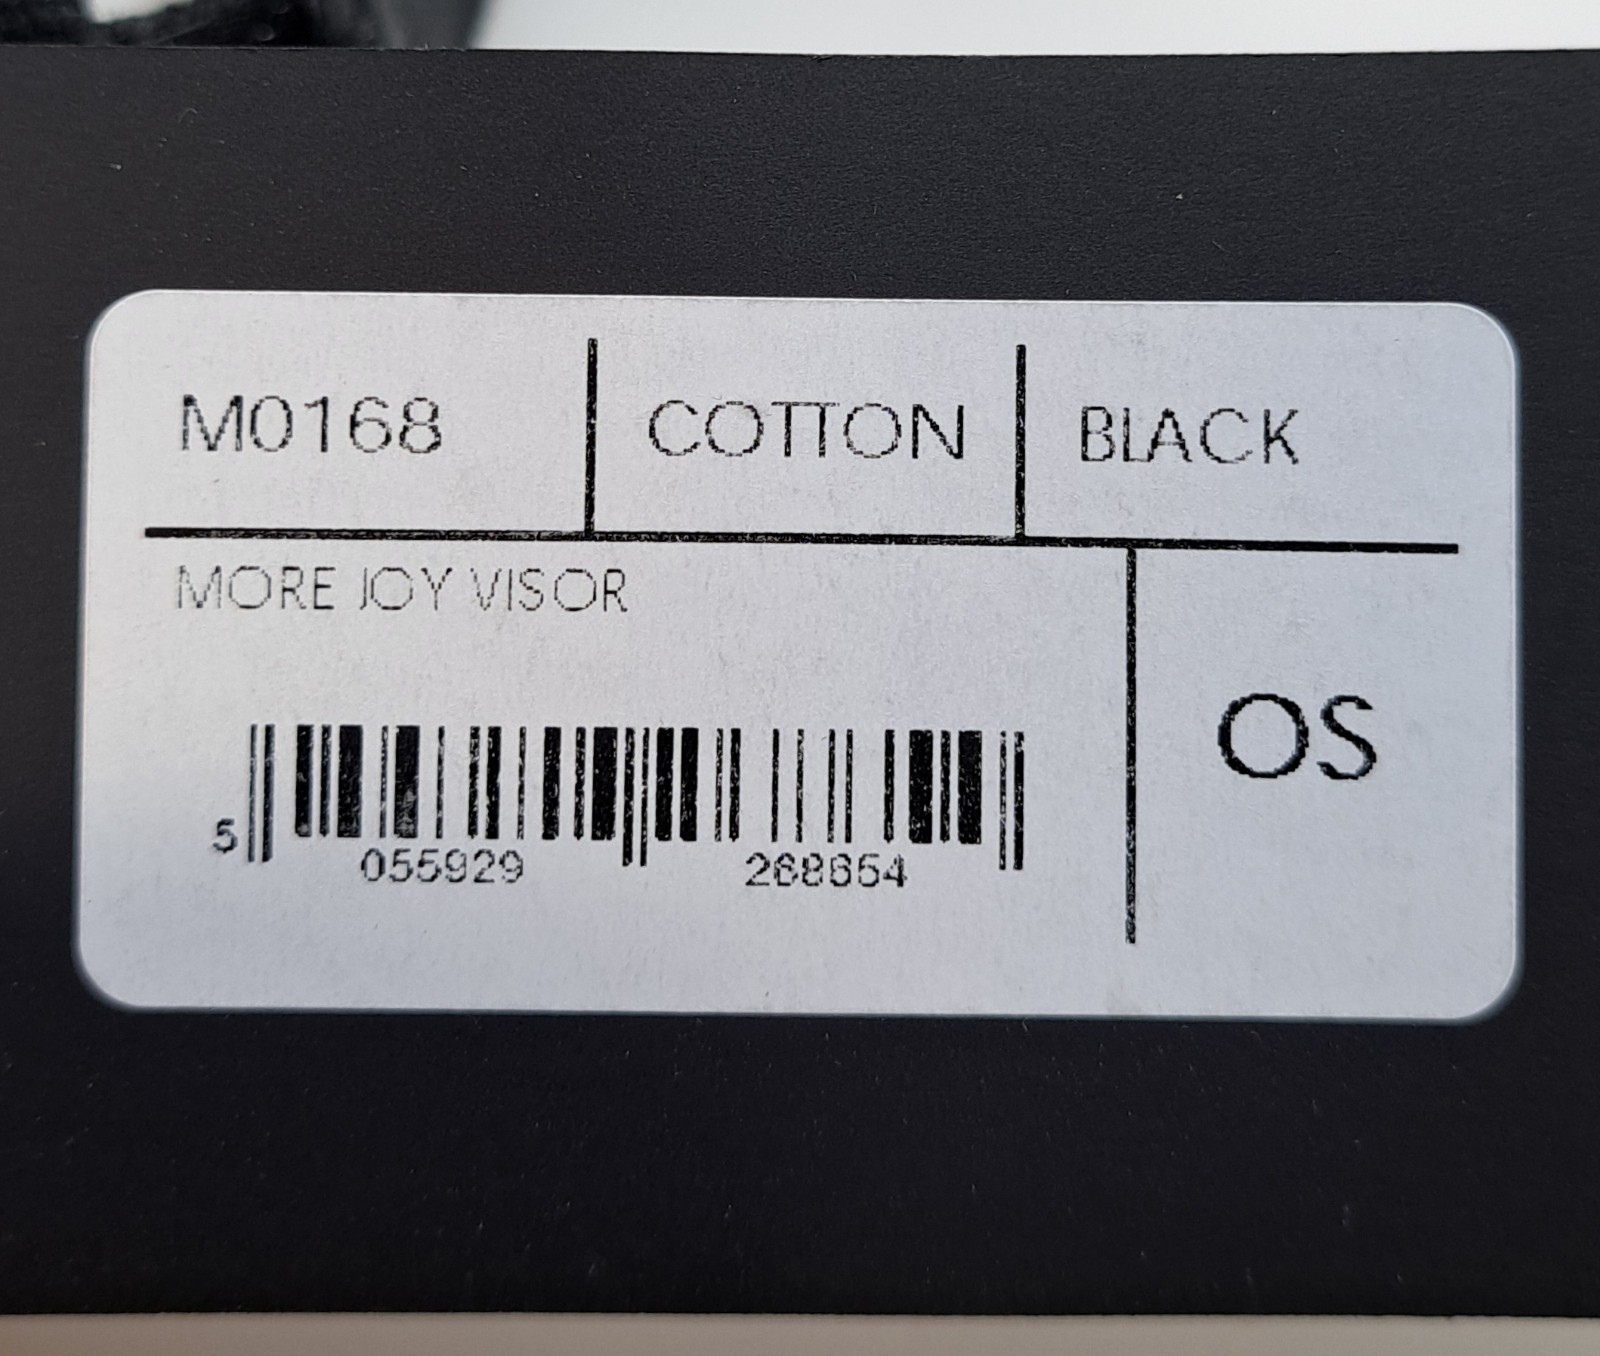 M0168 COTTON BLACK
MORE JOY VISOR
OS
5 055929 268654